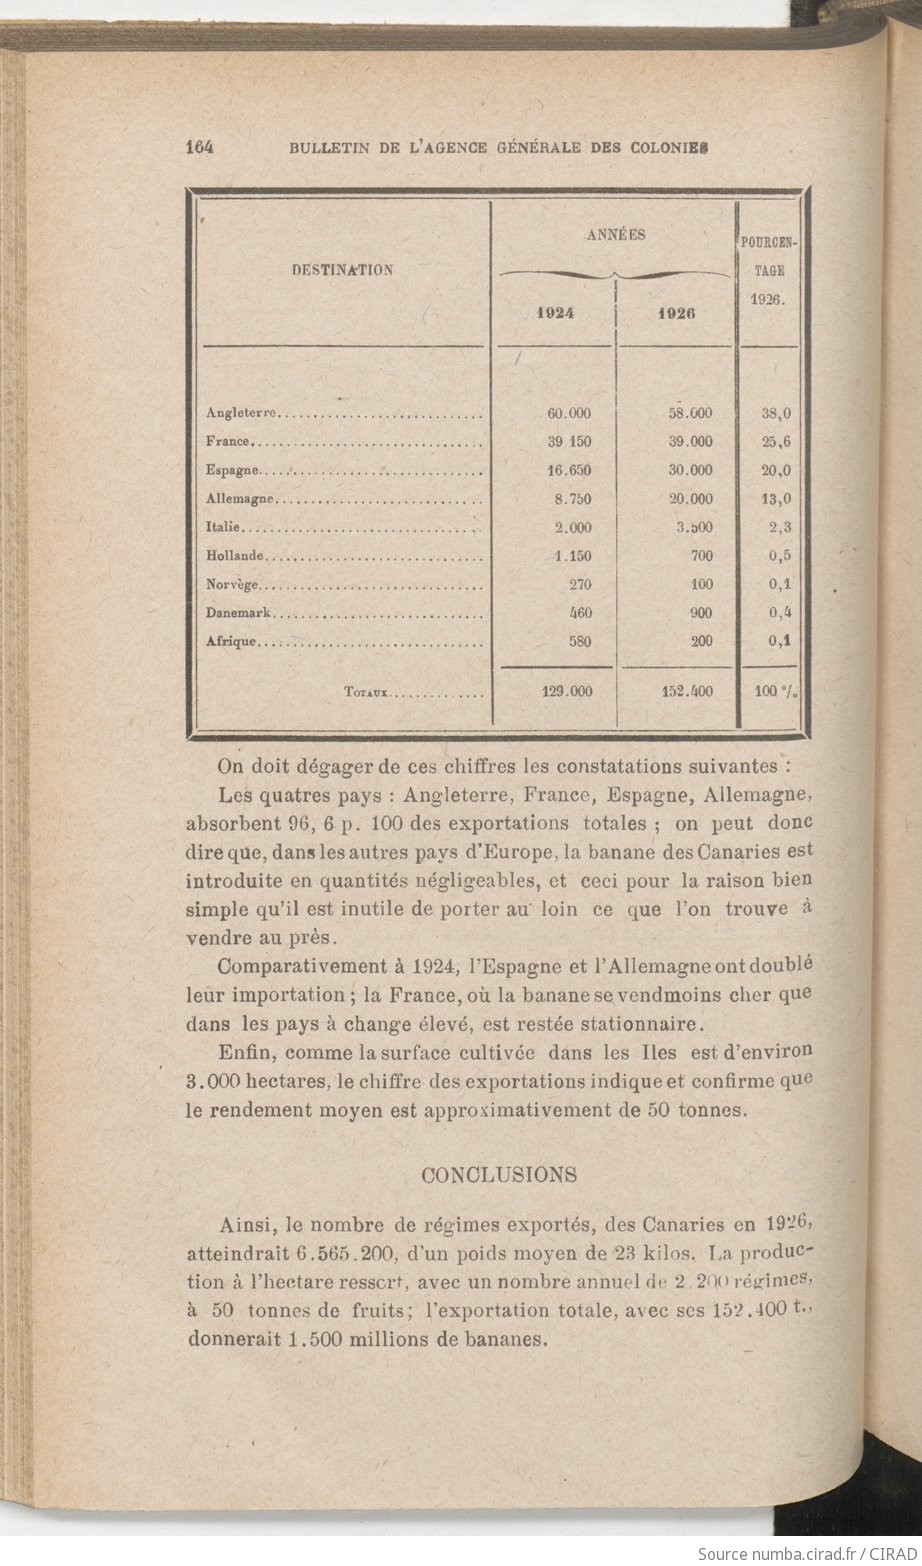 164 BULLETIN DE L'AGENCE GÉNÉRALE DES COLONIES
DESTINATION
ANNÉES
1924 1926
POURCEN-
TAGE
1926.
Angleterre............................ 60.000 58.000 38,0
France................................ 39 150 39.000 25,6
Espagne............................... 16.650 30.000 20,0
Allemagne............................. 8.750 20.000 13,0
Italie................................ 2.000 3.500 2,3
Hollande.............................. 1.150 700 0,5
Norvège............................... 270 100 0,1
Danemark.............................. 460 900 0,4
Afrique............................... 580 200 0,1
TOTAUX.............. 129.000 152.400 100 %
On doit dégager de ces chiffres les constatations suivantes :
Les quatres pays : Angleterre, France, Espagne, Allemagne,
absorbent 96, 6 p. 100 des exportations totales ; on peut donc
dire que, dans les autres pays d'Europe, la banane des Canaries est
introduite en quantités négligeables, et ceci pour la raison bien
simple qu'il est inutile de porter au loin ce que l'on trouve à
vendre au près.
Comparativement à 1924, l'Espagne et l'Allemagne ont doublé
leur importation ; la France, où la banane se vend moins cher que
dans les pays à change élevé, est restée stationnaire.
Enfin, comme la surface cultivée dans les Iles est d'environ
3.000 hectares, le chiffre des exportations indique et confirme que
le rendement moyen est approximativement de 50 tonnes.
CONCLUSIONS
Ainsi, le nombre de régimes exportés, des Canaries en 1926,
atteindrait 6.565.200, d'un poids moyen de 23 kilos. La produc-
tion à l'hectare ressort, avec un nombre annuel de 2.200 régimes,
à 50 tonnes de fruits; l'exportation totale, avec ses 152.400 t.,
donnerait 1.500 millions de bananes.
Source numba.cirad.fr / CIRAD